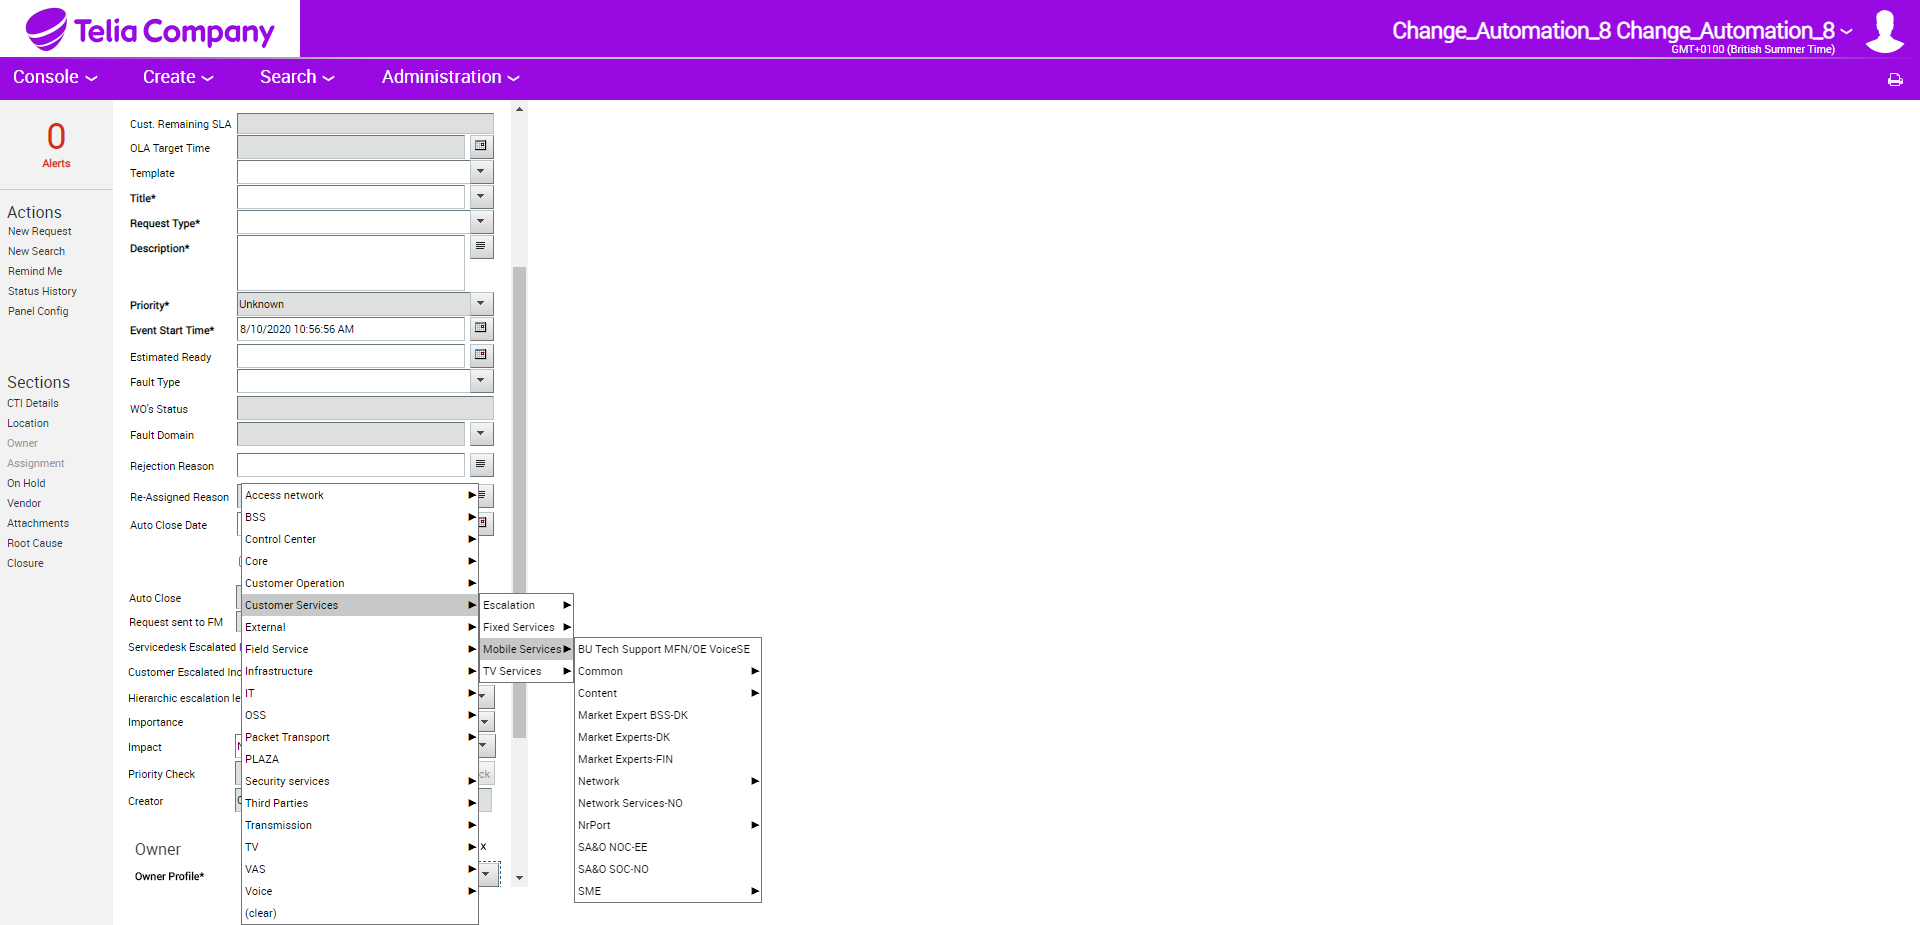 Telia Company
Change_Automation_8 Change_Automation_8
GMT+0100 (British Summer Time)
Console
Create
Search
Administration
0
Alerts
Actions
New Request
New Search
Remind Me
Status History
Panel Config
Sections
CTI Details
Location
Owner
Assignment
On Hold
Vendor
Attachments
Root Cause
Closure
Cust. Remaining SLA
OLA Target Time
Template
Title*
Request Type*
Description*
Priority*
Unknown
Event Start Time*
8/10/2020 10:56:56 AM
Estimated Ready
Fault Type
WO's Status
Fault Domain
Rejection Reason
Re-Assigned Reason
Auto Close Date
Auto Close
Request sent to FM
Servicedesk Escalated
Customer Escalated Inc
Hierarchic escalation le
Importance
Impact
Priority Check
ck
Creator
Owner
x
Owner Profile*
Access network
BSS
Control Center
Core
Customer Operation
Customer Services
External
Field Service
Infrastructure
IT
OSS
Packet Transport
PLAZA
Security services
Third Parties
Transmission
TV
VAS
Voice
(clear)
Escalation
Fixed Services
Mobile Services
TV Services
BU Tech Support MFN/OE VoiceSE
Common
Content
Market Expert BSS-DK
Market Experts-DK
Market Experts-FIN
Network
Network Services-NO
NrPort
SA&O NOC-EE
SA&O SOC-NO
SME